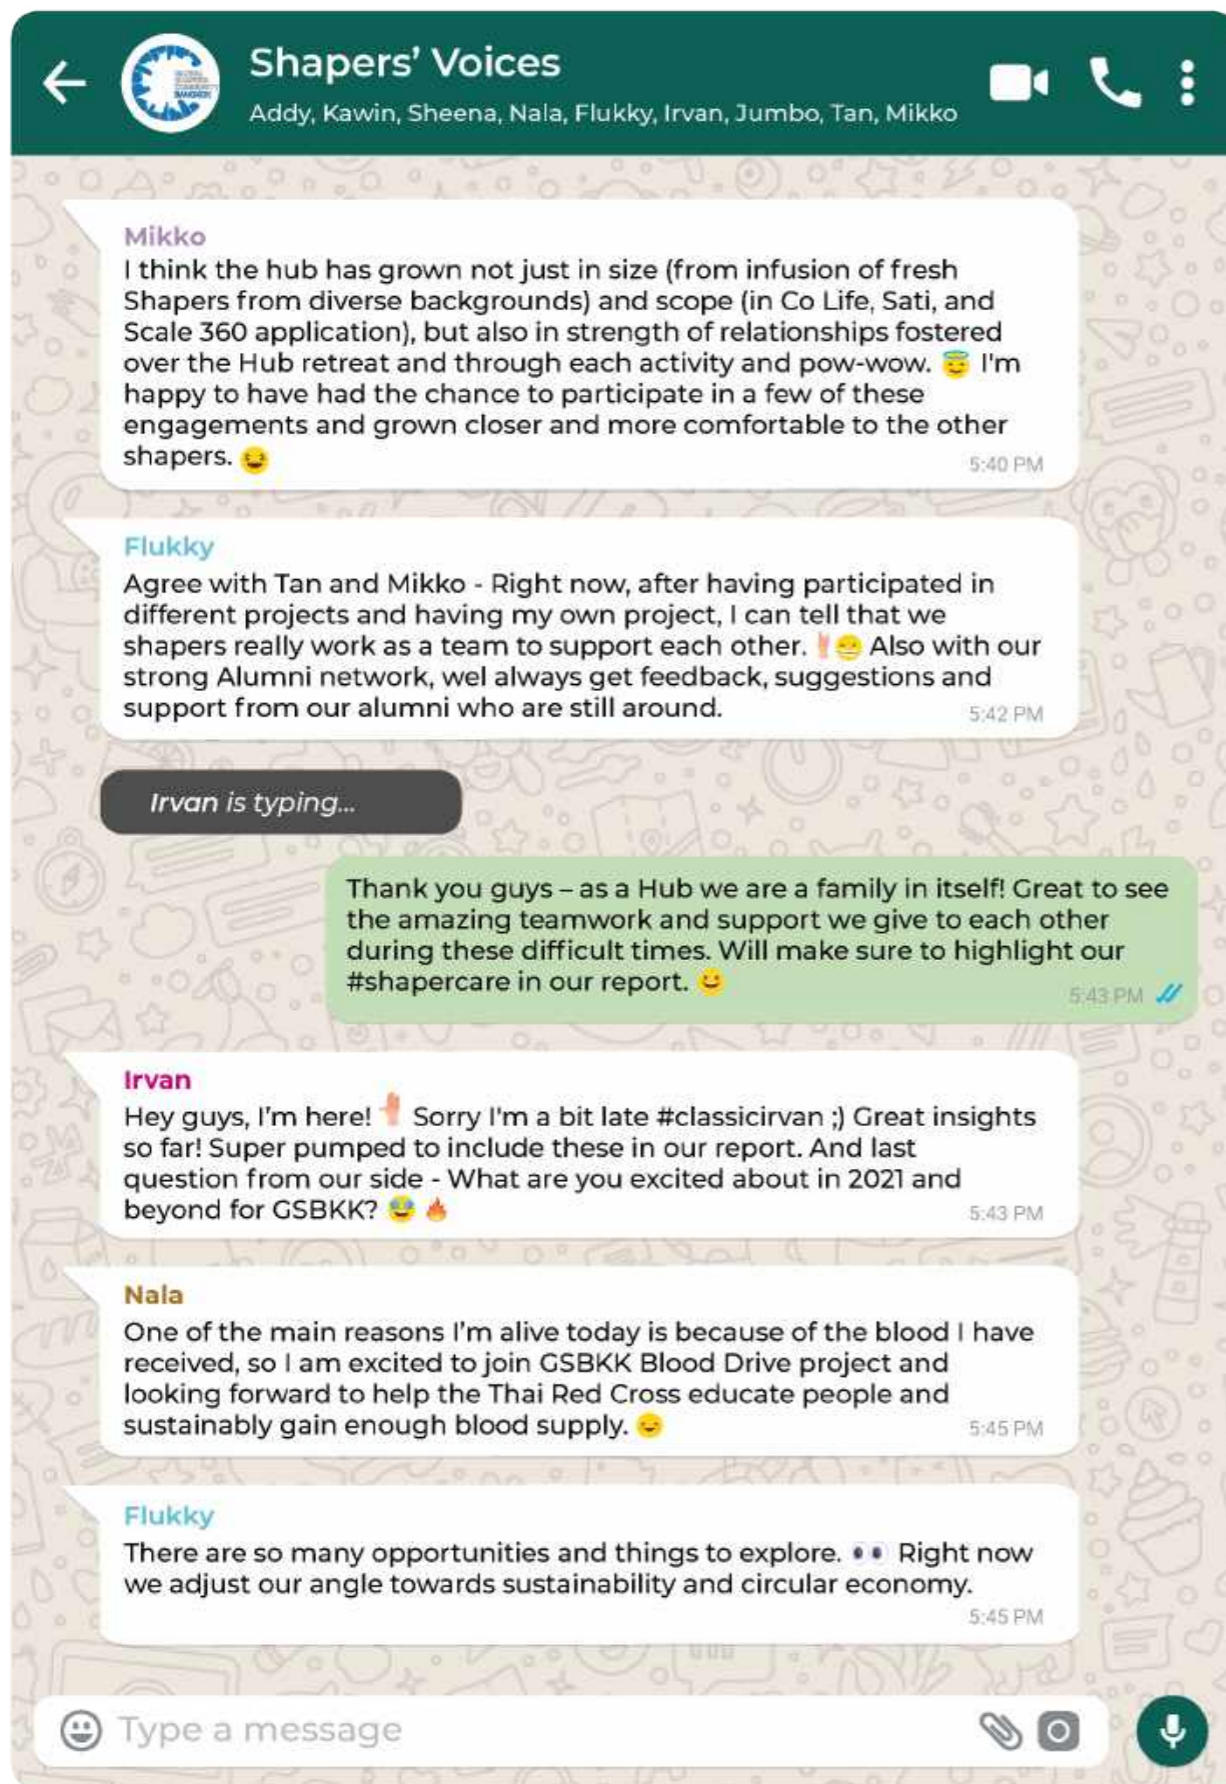 Shapers' Voices
Addy, Kawin, Sheena, Nala, Flukky, Irvan, Jumbo, Tan, Mikko
Mikko
I think the hub has grown not just in size (from infusion of fresh
Shapers from diverse backgrounds) and scope (in Co Life, Sati, and
Scale 360 application), but also in strength of relationships fostered
over the Hub retreat and through each activity and pow-wow. 😇 I'm
happy to have had the chance to participate in a few of these
engagements and grown closer and more comfortable to the other
shapers. 😆
5:40 PM
Flukky
Agree with Tan and Mikko - Right now, after having participated in
different projects and having my own project, I can tell that we
shapers really work as a team to support each other. Also with our
strong Alumni network, wel always get feedback, suggestions and
support from our alumni who are still around.
5:42 PM
Irvan is typing...
Thank you guys – as a Hub we are a family in itself! Great to see
the amazing teamwork and support we give to each other
during these difficult times. Will make sure to highlight our
#shapercare in our report. 😀
5:43 PM
Irvan
Hey guys, I'm here! Sorry I'm a bit late #classicirvan ;) Great insights
so far! Super pumped to include these in our report. And last
question from our side - What are you excited about in 2021 and
beyond for GSBKK? 🔥
5:43 PM
Nala
One of the main reasons I'm alive today is because of the blood I have
received, so I am excited to join GSBKK Blood Drive project and
looking forward to help the Thai Red Cross educate people and
sustainably gain enough blood supply.
5:45 PM
Flukky
There are so many opportunities and things to explore. 👀 Right now
we adjust our angle towards sustainability and circular economy.
5:45 PM
Type a message